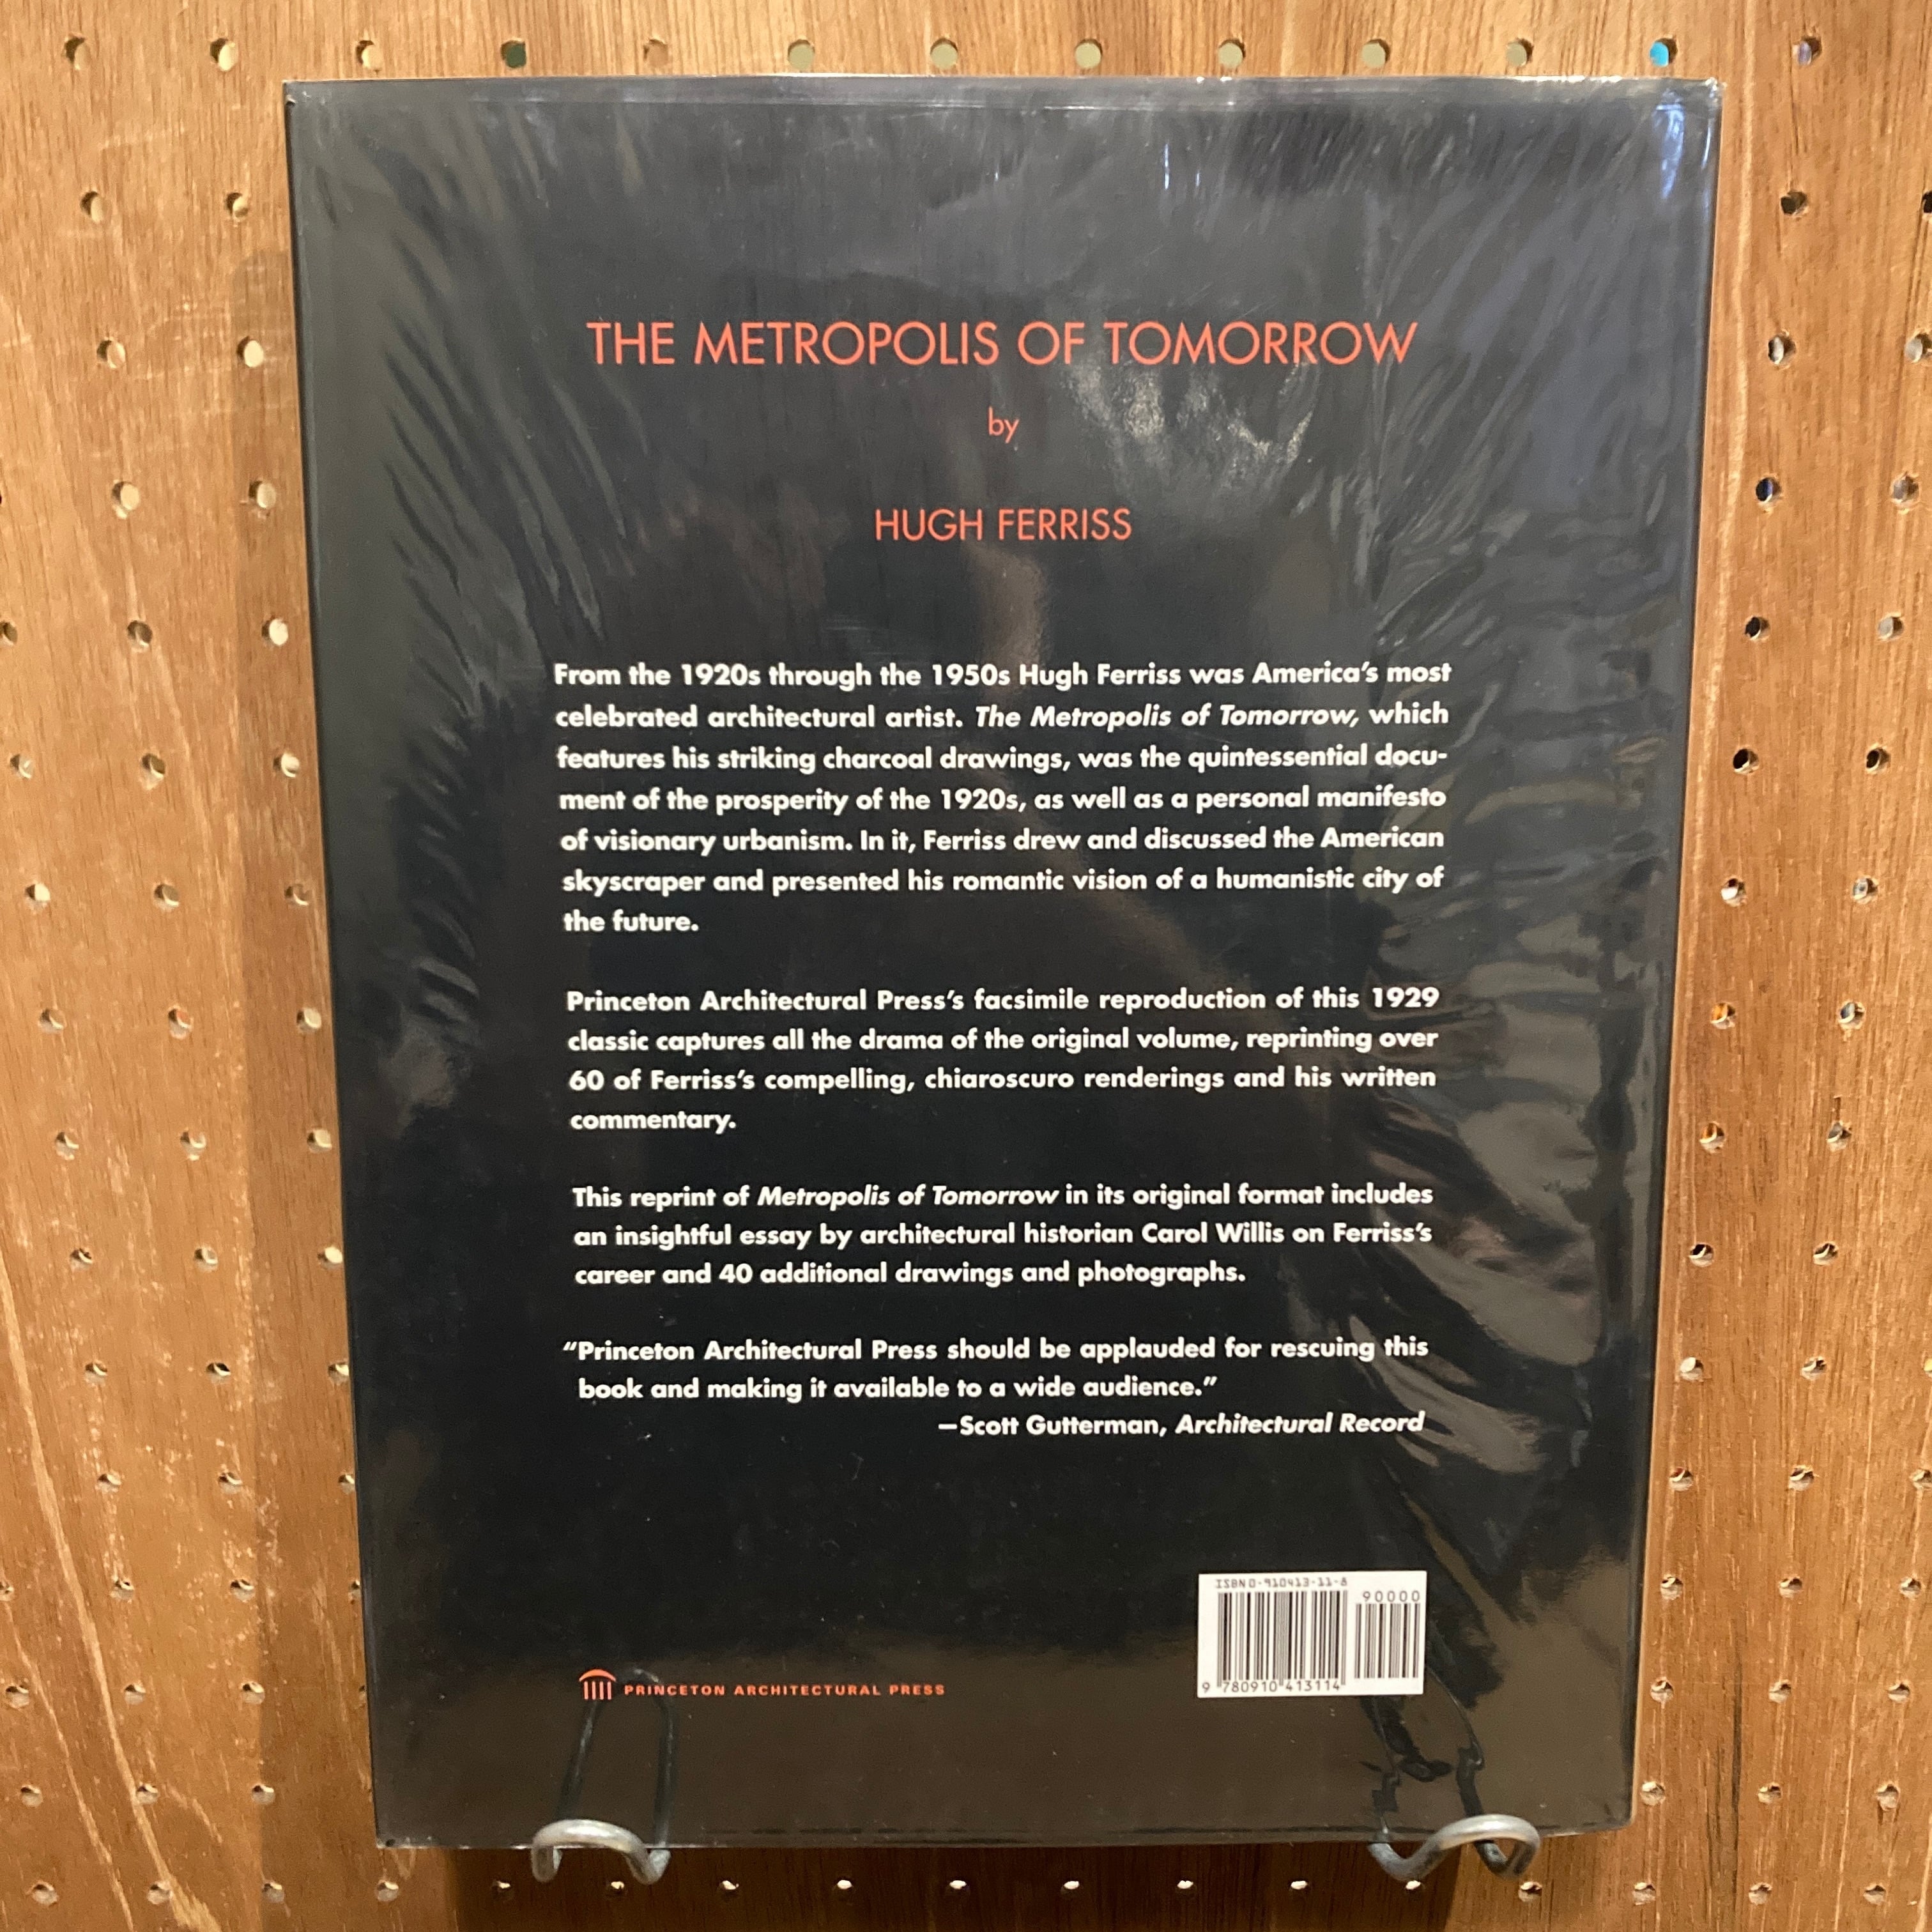 THE METROPOLIS OF TOMORROW
by
HUGH FERRISS
From the 1920s through the 1950s Hugh Ferriss was America's most
celebrated architectural artist. The Metropolis of Tomorrow, which
features his striking charcoal drawings, was the quintessential docu-
ment of the prosperity of the 1920s, as well as a personal manifesto
of visionary urbanism. In it, Ferriss drew and discussed the American
skyscraper and presented his romantic vision of a humanistic city of
the future.
Princeton Architectural Press's facsimile reproduction of this 1929
classic captures all the drama of the original volume, reprinting over
60 of Ferriss's compelling, chiaroscuro renderings and his written
commentary.
This reprint of Metropolis of Tomorrow in its original format includes
an insightful essay by architectural historian Carol Willis on Ferriss's
career and 40 additional drawings and photographs.
“Princeton Architectural Press should be applauded for rescuing this
book and making it available to a wide audience.”
—Scott Gutterman, Architectural Record
ISBN 0-910413-11-8
90000
9 780910 413114
PRINCETON ARCHITECTURAL PRESS